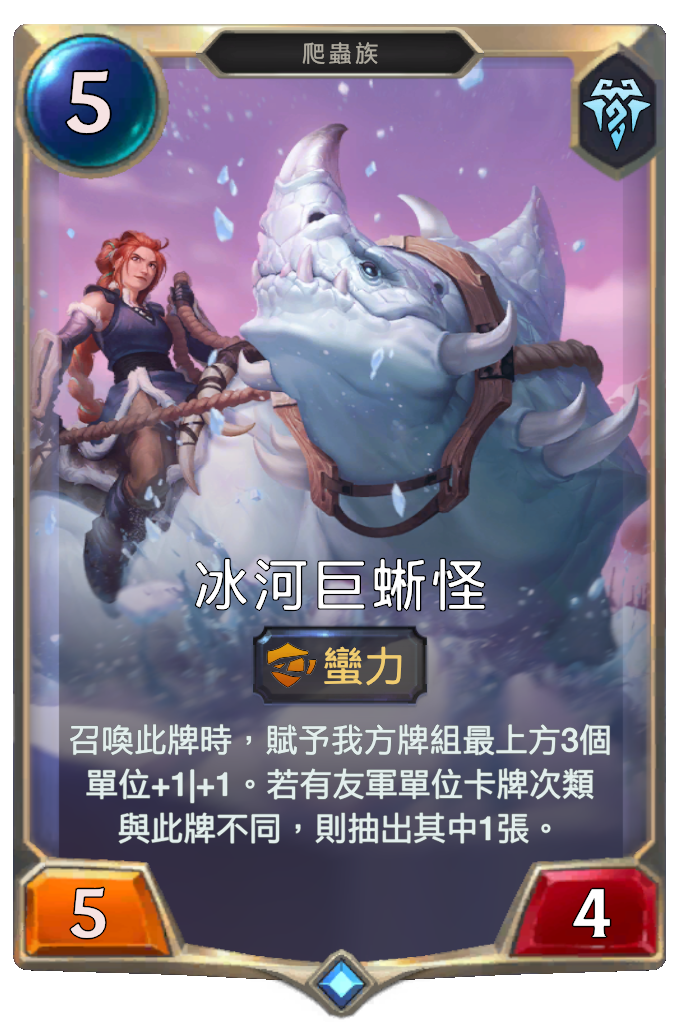 爬蟲族
5
冰河巨蜥怪
蠻力
召喚此牌時，賦予我方牌組最上方3個
單位+1|+1。若有友軍單位卡牌次類
與此牌不同，則抽出其中1張。
5
4